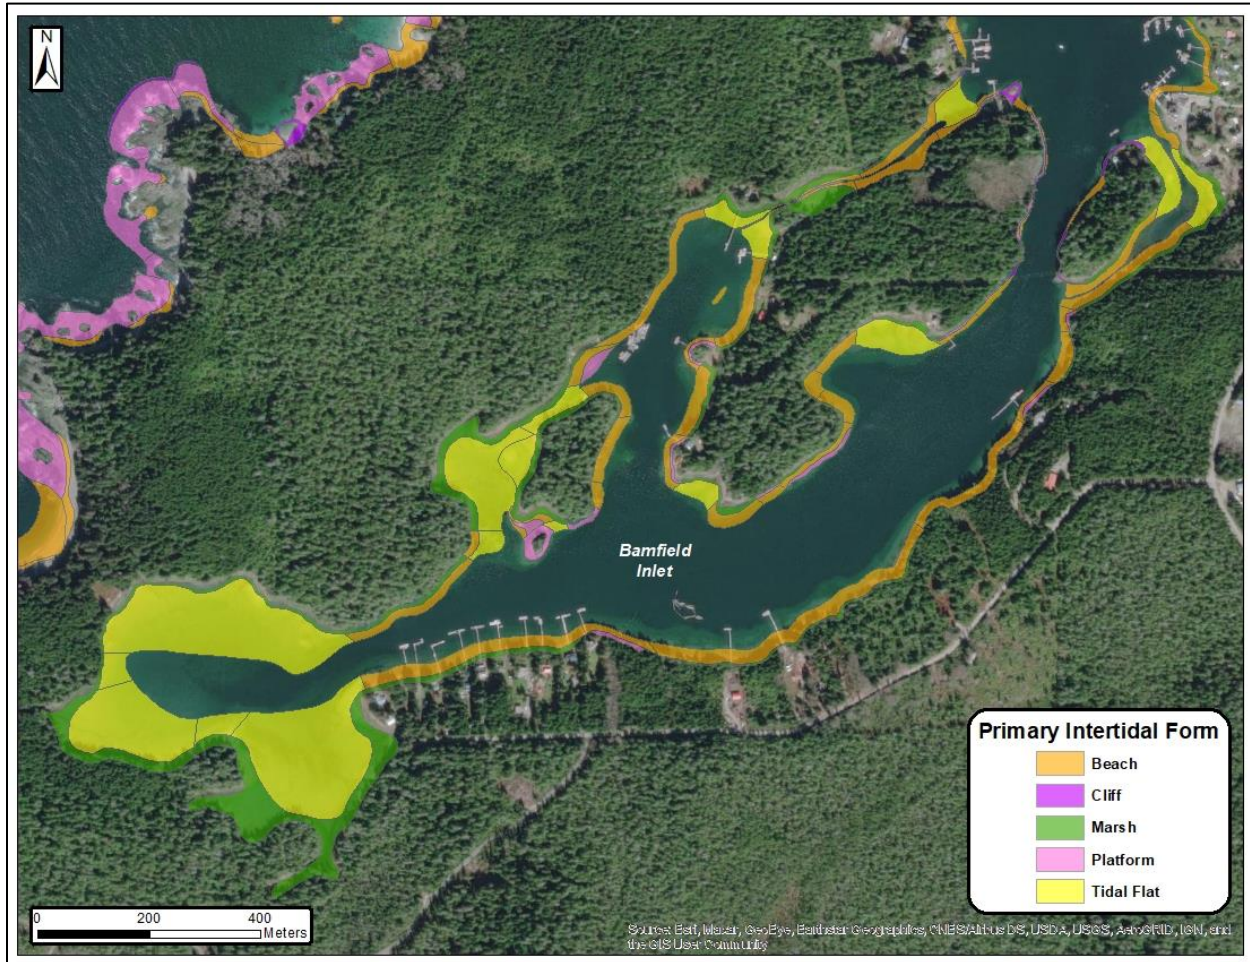 N
Bamfield
Inlet
Primary Intertidal Form
Beach
Cliff
Marsh
Platform
Tidal Flat
0 200 400
Meters
Source: Esri, Maxar, GeoEye, Earthstar Geographics, CNES/Airbus DS, USDA, USGS, AeroGRID, IGN, and
the GIS User Community